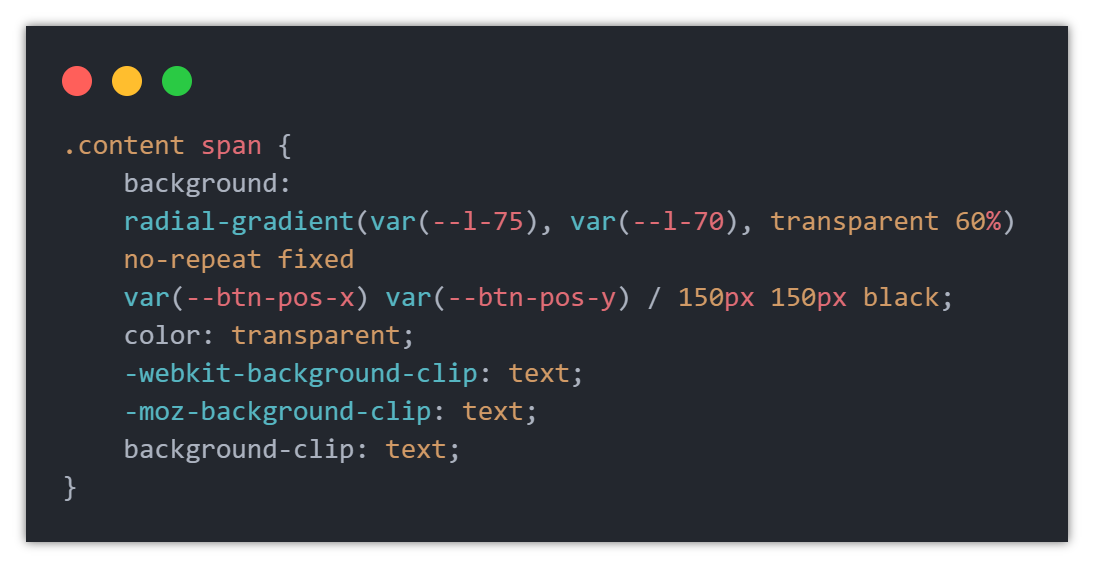 .content span {
    background:
    radial-gradient(var(--l-75), var(--l-70), transparent 60%)
    no-repeat fixed
    var(--btn-pos-x) var(--btn-pos-y) / 150px 150px black;
    color: transparent;
    -webkit-background-clip: text;
    -moz-background-clip: text;
    background-clip: text;
}